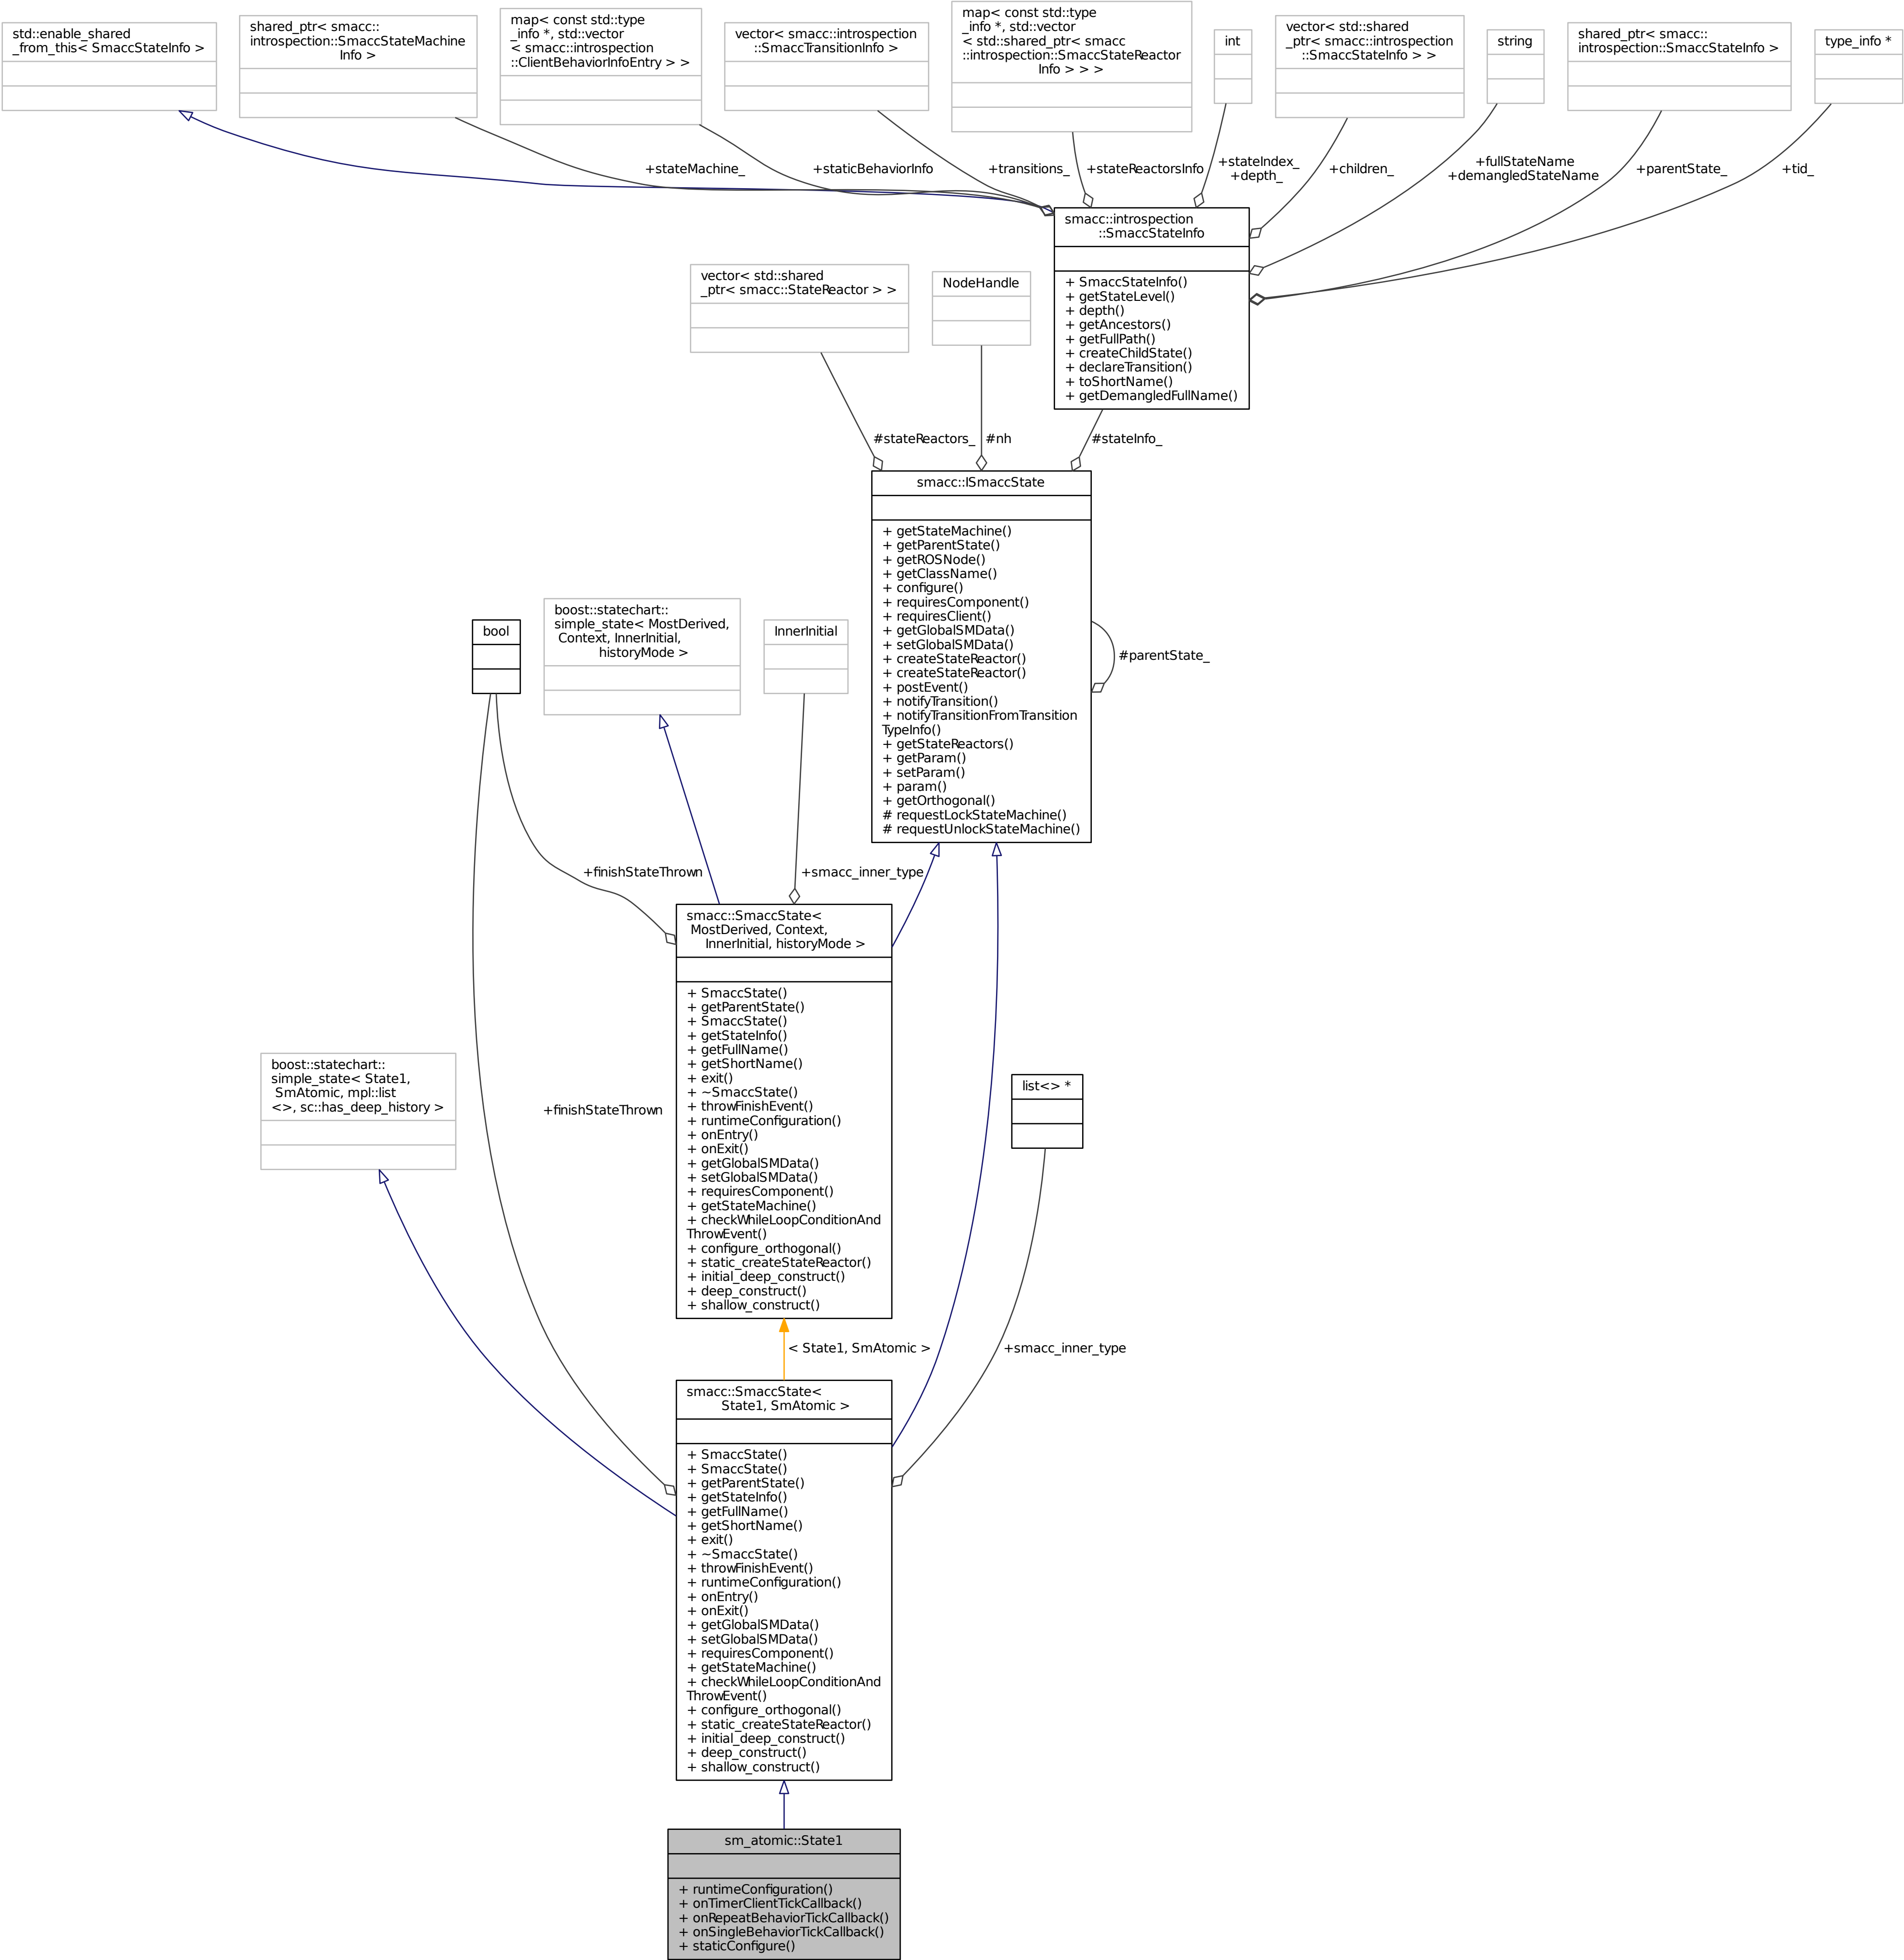 std::enable_shared
_from_this< SmaccStateInfo >
shared_ptr< smacc::
introspection::SmaccStateMachine
Info >
map< const std::type
_info *, std::vector
< smacc::introspection
::ClientBehaviorInfoEntry > >
vector< smacc::introspection
::SmaccTransitionInfo >
map< const std::type
_info *, std::vector
< std::shared_ptr< smacc
::introspection::SmaccStateReactor
Info > > >
int
vector< std::shared
_ptr< smacc::introspection
::SmaccStateInfo > >
string
shared_ptr< smacc::
introspection::SmaccStateInfo >
type_info *
+stateMachine_
+staticBehaviorInfo
+transitions_
+stateReactorsInfo
+stateIndex_
+depth_
+children_
+fullStateName
+demangledStateName
+parentState_
+tid_
smacc::introspection
::SmaccStateInfo
+ SmaccStateInfo()
+ getStateLevel()
+ depth()
+ getAncestors()
+ getFullPath()
+ createChildState()
+ declareTransition()
+ toShortName()
+ getDemangledFullName()
vector< std::shared
_ptr< smacc::StateReactor > >
NodeHandle
#stateReactors_
#nh
#stateInfo_
smacc::ISmaccState
+ getStateMachine()
+ getParentState()
+ getROSNode()
+ getClassName()
+ configure()
+ requiresComponent()
+ requiresClient()
+ getGlobalSMData()
+ setGlobalSMData()
+ createStateReactor()
+ createStateReactor()
+ postEvent()
+ notifyTransition()
+ notifyTransitionFromTransition
TypeInfo()
+ getStateReactors()
+ getParam()
+ setParam()
+ param()
+ getOrthogonal()
# requestLockStateMachine()
# requestUnlockStateMachine()
#parentState_
bool
boost::statechart::
simple_state< MostDerived,
Context, InnerInitial,
historyMode >
InnerInitial
+finishStateThrown
+smacc_inner_type
smacc::SmaccState<
MostDerived, Context,
InnerInitial, historyMode >
+ SmaccState()
+ getParentState()
+ SmaccState()
+ getStateInfo()
+ getFullName()
+ getShortName()
+ exit()
+ ~SmaccState()
+ throwFinishEvent()
+ runtimeConfiguration()
+ onEntry()
+ onExit()
+ getGlobalSMData()
+ setGlobalSMData()
+ requiresComponent()
+ getStateMachine()
+ checkWhileLoopConditionAnd
ThrowEvent()
+ configure_orthogonal()
+ static_createStateReactor()
+ initial_deep_construct()
+ deep_construct()
+ shallow_construct()
boost::statechart::
simple_state< State1,
SmAtomic, mpl::list
<>, sc::has_deep_history >
+finishStateThrown
list<> *
< State1, SmAtomic >
+smacc_inner_type
smacc::SmaccState<
State1, SmAtomic >
+ SmaccState()
+ SmaccState()
+ getParentState()
+ getStateInfo()
+ getFullName()
+ getShortName()
+ exit()
+ ~SmaccState()
+ throwFinishEvent()
+ runtimeConfiguration()
+ onEntry()
+ onExit()
+ getGlobalSMData()
+ setGlobalSMData()
+ requiresComponent()
+ getStateMachine()
+ checkWhileLoopConditionAnd
ThrowEvent()
+ configure_orthogonal()
+ static_createStateReactor()
+ initial_deep_construct()
+ deep_construct()
+ shallow_construct()
sm_atomic::State1
+ runtimeConfiguration()
+ onTimerClientTickCallback()
+ onRepeatBehaviorTickCallback()
+ onSingleBehaviorTickCallback()
+ staticConfigure()